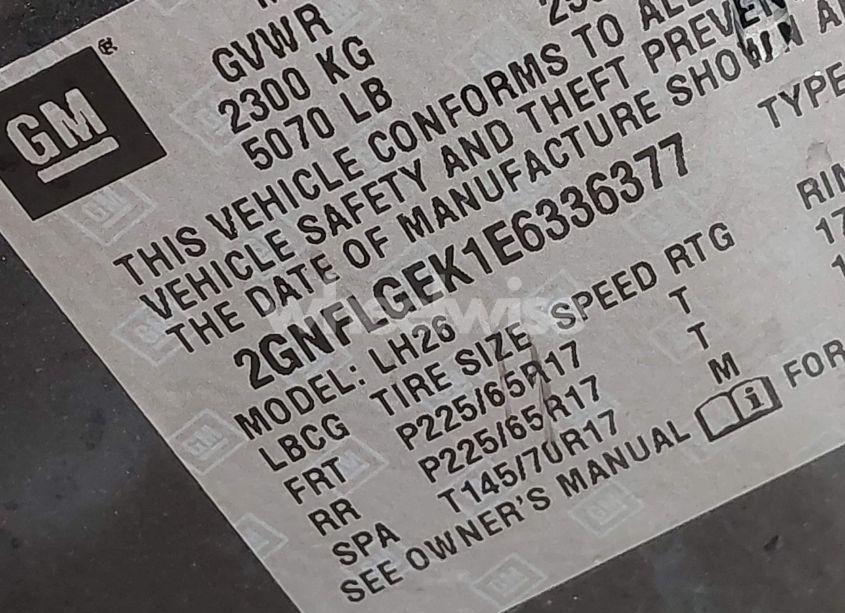 GM
GVWR
2300 KG
5070 LB
THIS VEHICLE CONFORMS TO
VEHICLE SAFETY AND THEFT
THE DATE OF MANUFACTURE SHOWN
2GNFLGEK1E6336377 TYPE
MODEL: LH26
LBCG TIRE SIZE SPEED RTG
FRT P225/65R17 T
RR P225/65R17 T
SPA T145/70R17 M
SEE OWNER'S MANUAL FOR
wheelwiss